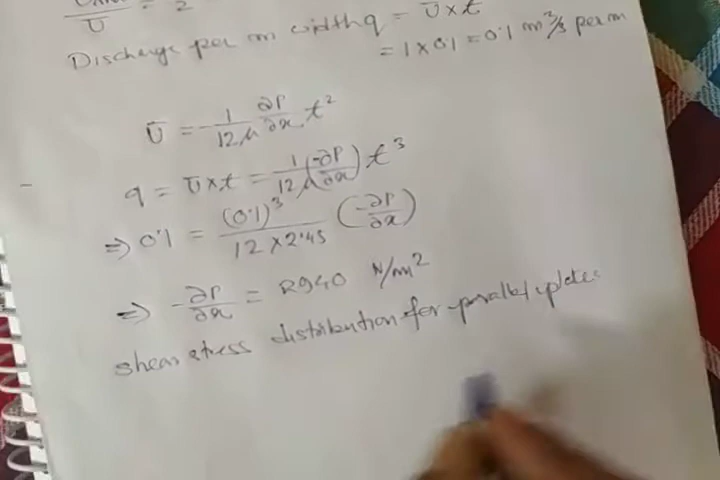 Ū = 2
Discharge per m width q = Ū × t
= 1 × 0.1 = 0.1 m³/s per m
Ū = -1/12μ ∂P/∂x t²
q = Ū×t = 1/12μ (-∂P/∂x) t³
⇒ 0.1 = (0.1)³/12×2.45 (-∂P/∂x)
⇒ -∂P/∂x = 2940 N/m²
shear stress distribution for parallel plates